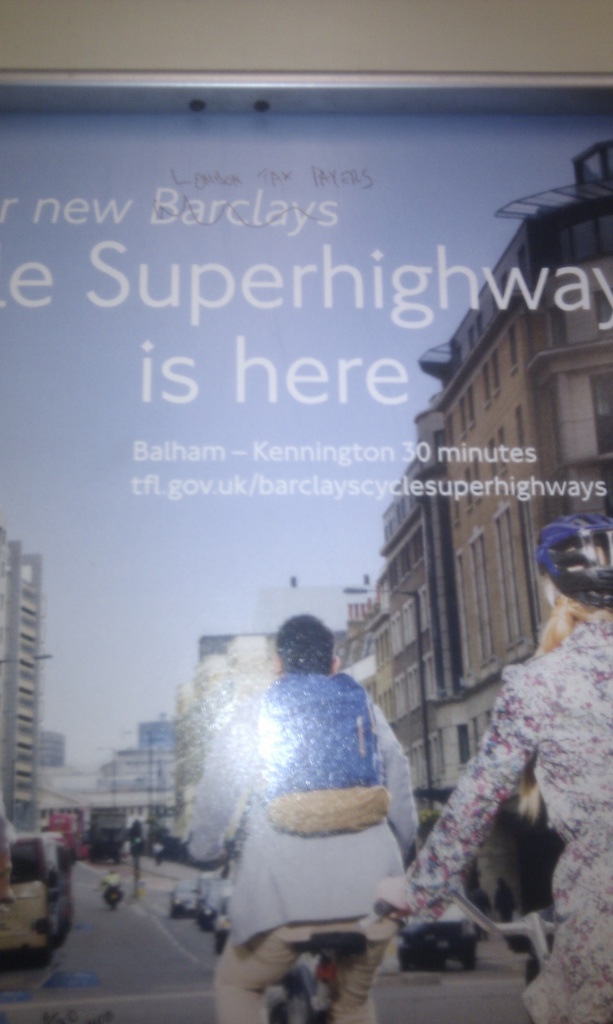 LONDON TAX PAYERS
r new Barclays
le Superhighway
is here
Balham – Kennington 30 minutes
tfl.gov.uk/barclayscyclesuperhighways